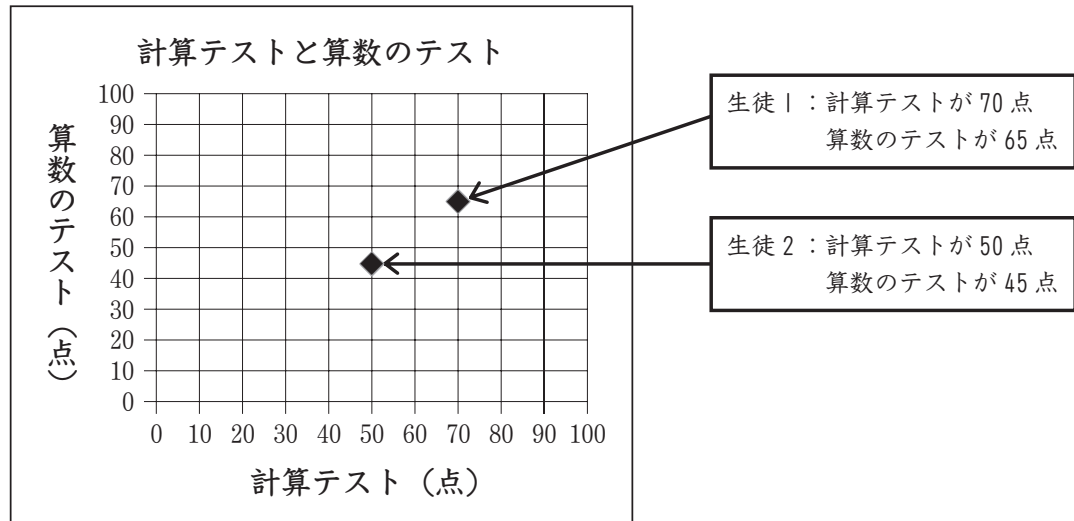 計算テストと算数のテスト
算数のテスト（点）
100
90
80
70
60
50
40
30
20
10
0
0 10 20 30 40 50 60 70 80 90 100
計算テスト（点）
生徒1：計算テストが70点
算数のテストが65点
生徒2：計算テストが50点
算数のテストが45点